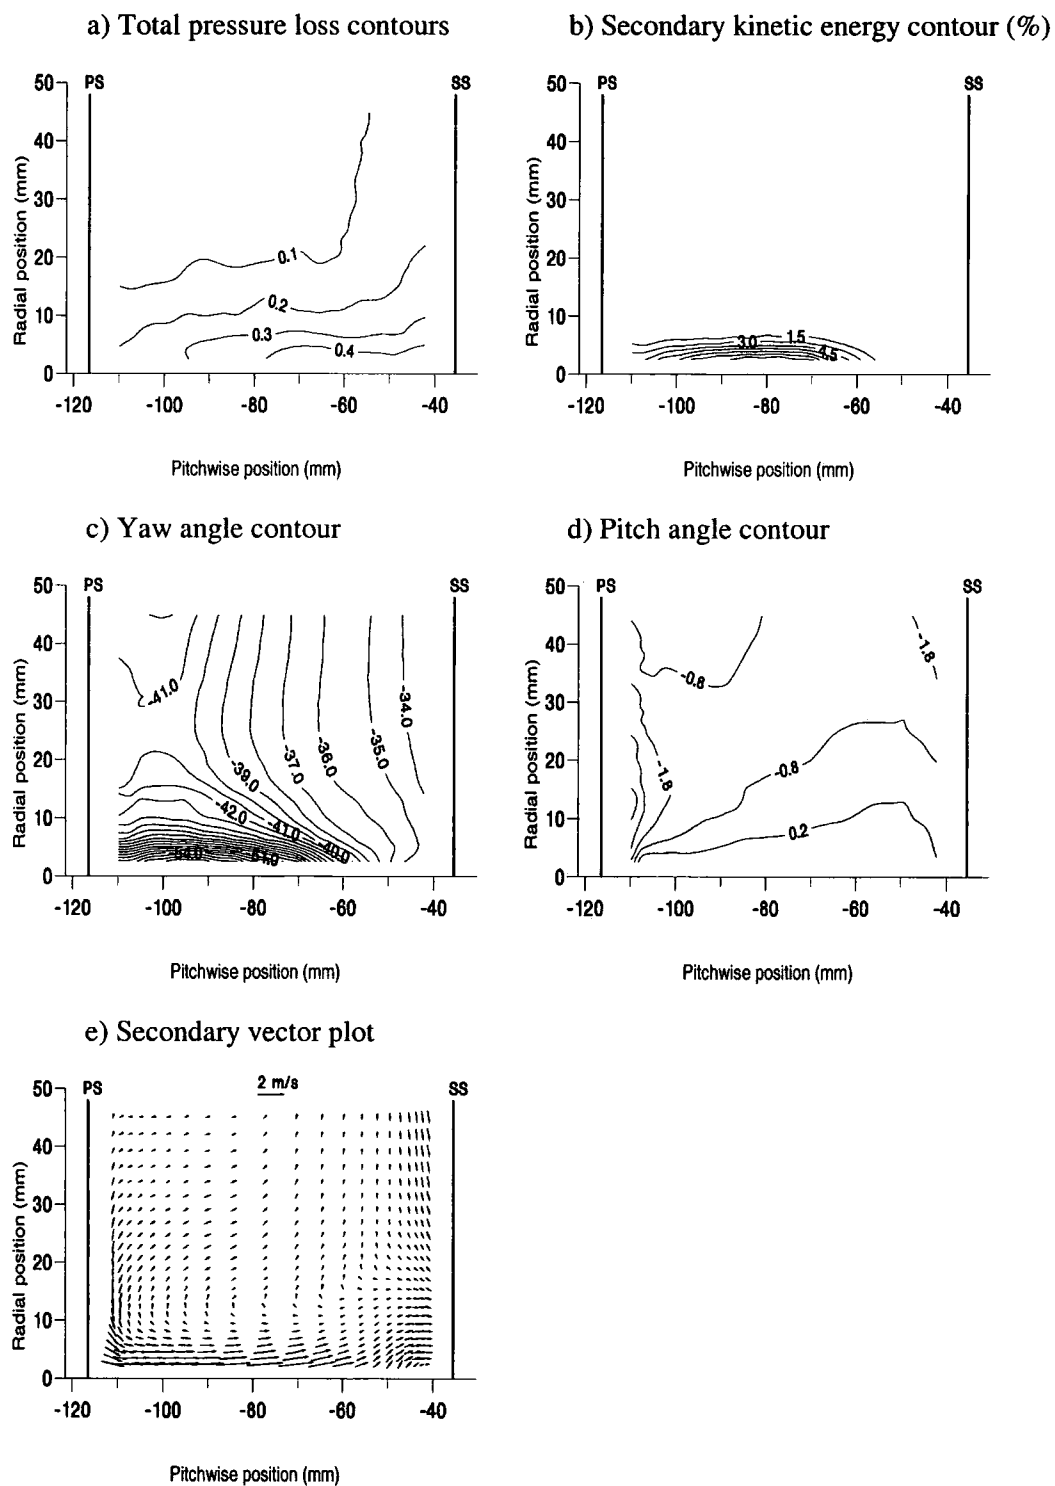 a) Total pressure loss contours
b) Secondary kinetic energy contour (%)
50
PS
SS
40
30
20
10
0
Radial position (mm)
0.1
0.2
0.3
0.4
-120 -100 -80 -60 -40
Pitchwise position (mm)
50
PS
SS
40
30
20
10
0
Radial position (mm)
3.0
1.5
4.5
-120 -100 -80 -60 -40
Pitchwise position (mm)
c) Yaw angle contour
d) Pitch angle contour
50
PS
SS
40
30
20
10
0
Radial position (mm)
-41.0
-34.0
-35.0
-36.0
-37.0
-39.0
-42.0
-41.0
-40.0
-54.0
-51.0
-120 -100 -80 -60 -40
Pitchwise position (mm)
50
PS
SS
40
30
20
10
0
Radial position (mm)
-0.8
-1.8
-1.8
-0.8
0.2
-120 -100 -80 -60 -40
Pitchwise position (mm)
e) Secondary vector plot
50
PS
2 m/s
SS
40
30
20
10
0
Radial position (mm)
-120 -100 -80 -60 -40
Pitchwise position (mm)